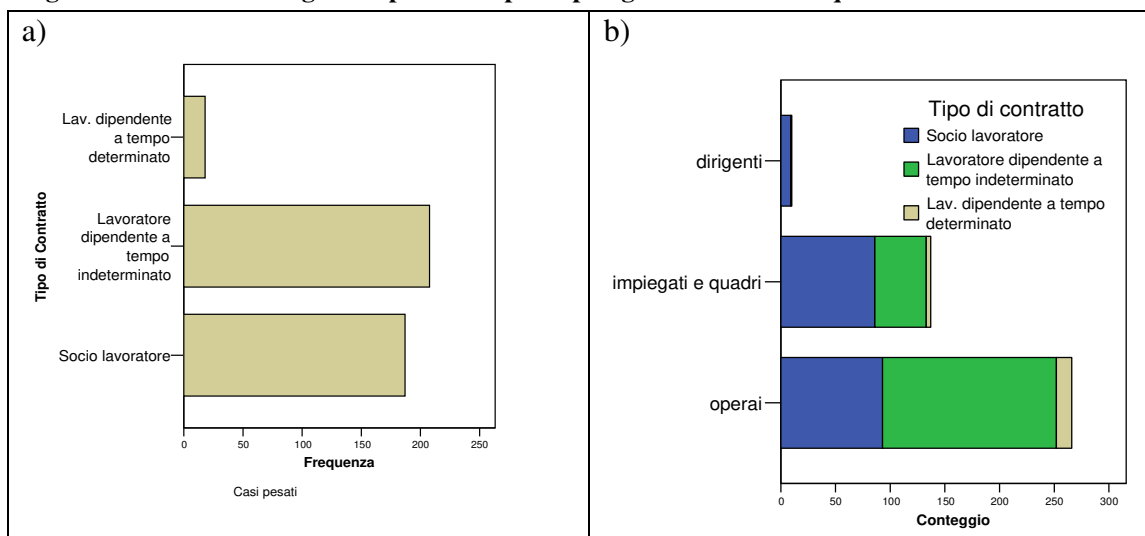 a)
Lav. dipendente
a tempo
determinato
Lavoratore
dipendente a
tempo
indeterminato
Socio lavoratore
Tipo di Contratto
0 50 100 150 200 250
Frequenza
Casi pesati
b)
Tipo di contratto
Socio lavoratore
Lavoratore dipendente a
tempo indeterminato
Lav. dipendente a tempo
determinato
dirigenti
impiegati e quadri
operai
0 50 100 150 200 250 300
Conteggio